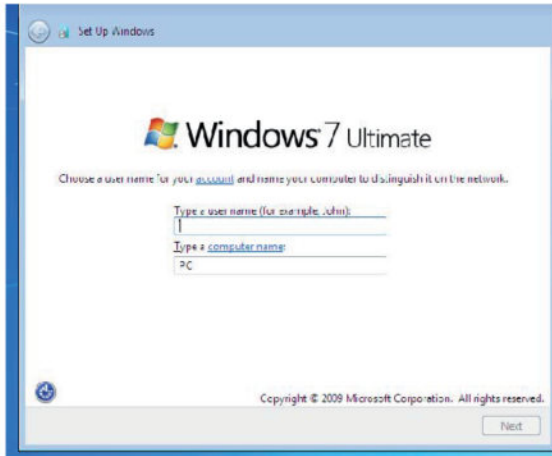 Set Up Windows
Windows 7 Ultimate
Choose a user name for your account and name your computer to distinguish it on the network.
Type a user name (for example, John):
Type a computer name:
PC
Copyright © 2009 Microsoft Corporation. All rights reserved.
Next